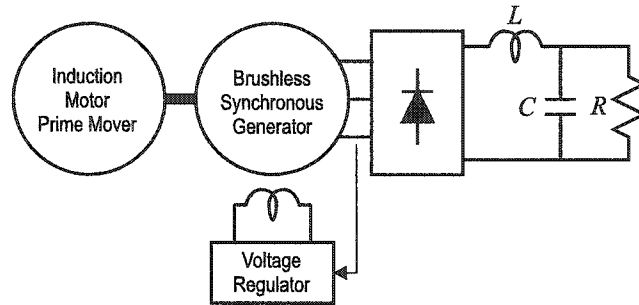 Induction
Motor
Prime Mover
Brushless
Synchronous
Generator
L
C
R
Voltage
Regulator